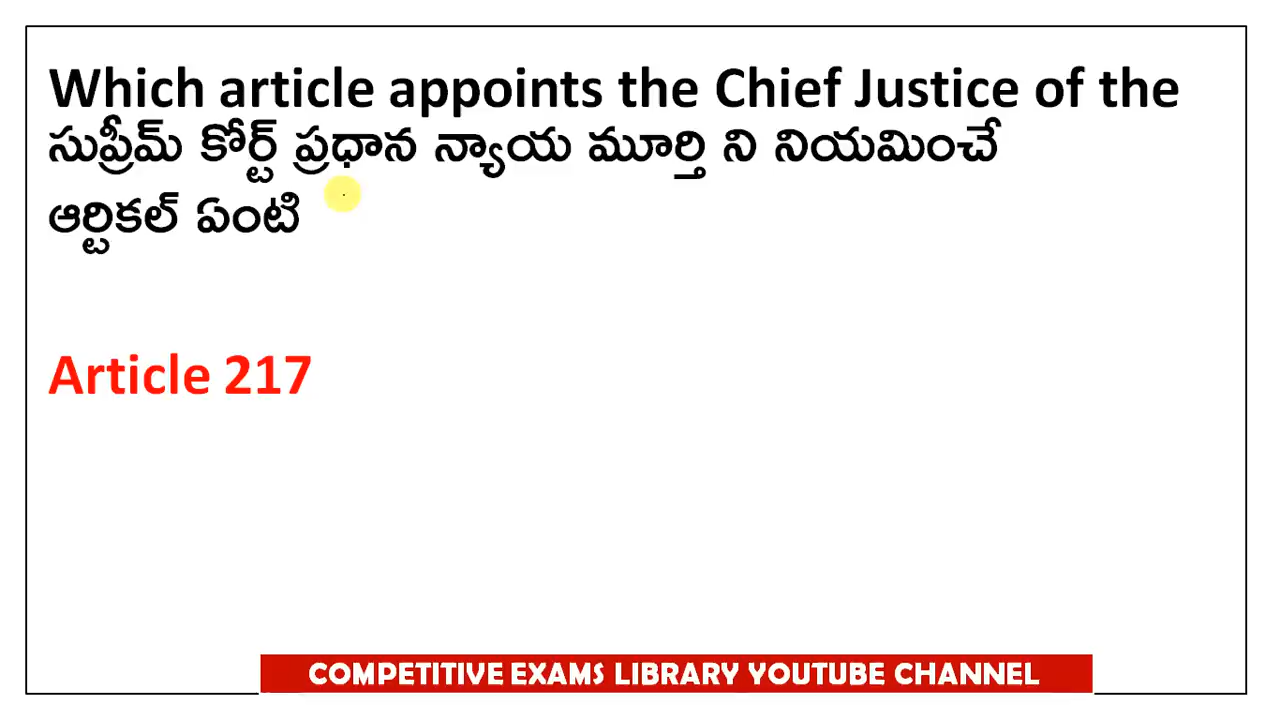 Which article appoints the Chief Justice of the
సుప్రీమ్ కోర్ట్ ప్రధాన న్యాయ మూర్తి ని నియమించే
ఆర్టికల్ ఏంటి
Article 217
COMPETITIVE EXAMS LIBRARY YOUTUBE CHANNEL